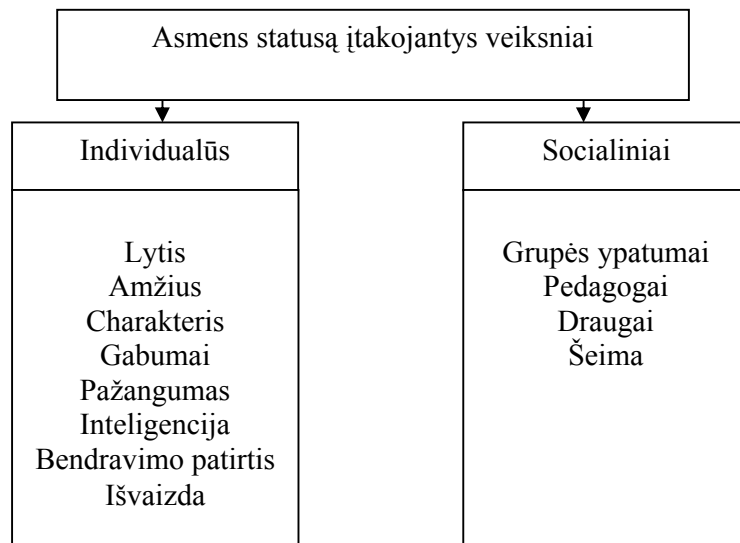 Asmens statusą įtakojantys veiksniai
Individualūs
Lytis
Amžius
Charakteris
Gabumai
Pažangumas
Inteligencija
Bendravimo patirtis
Išvaizda
Socialiniai
Grupės ypatumai
Pedagogai
Draugai
Šeima